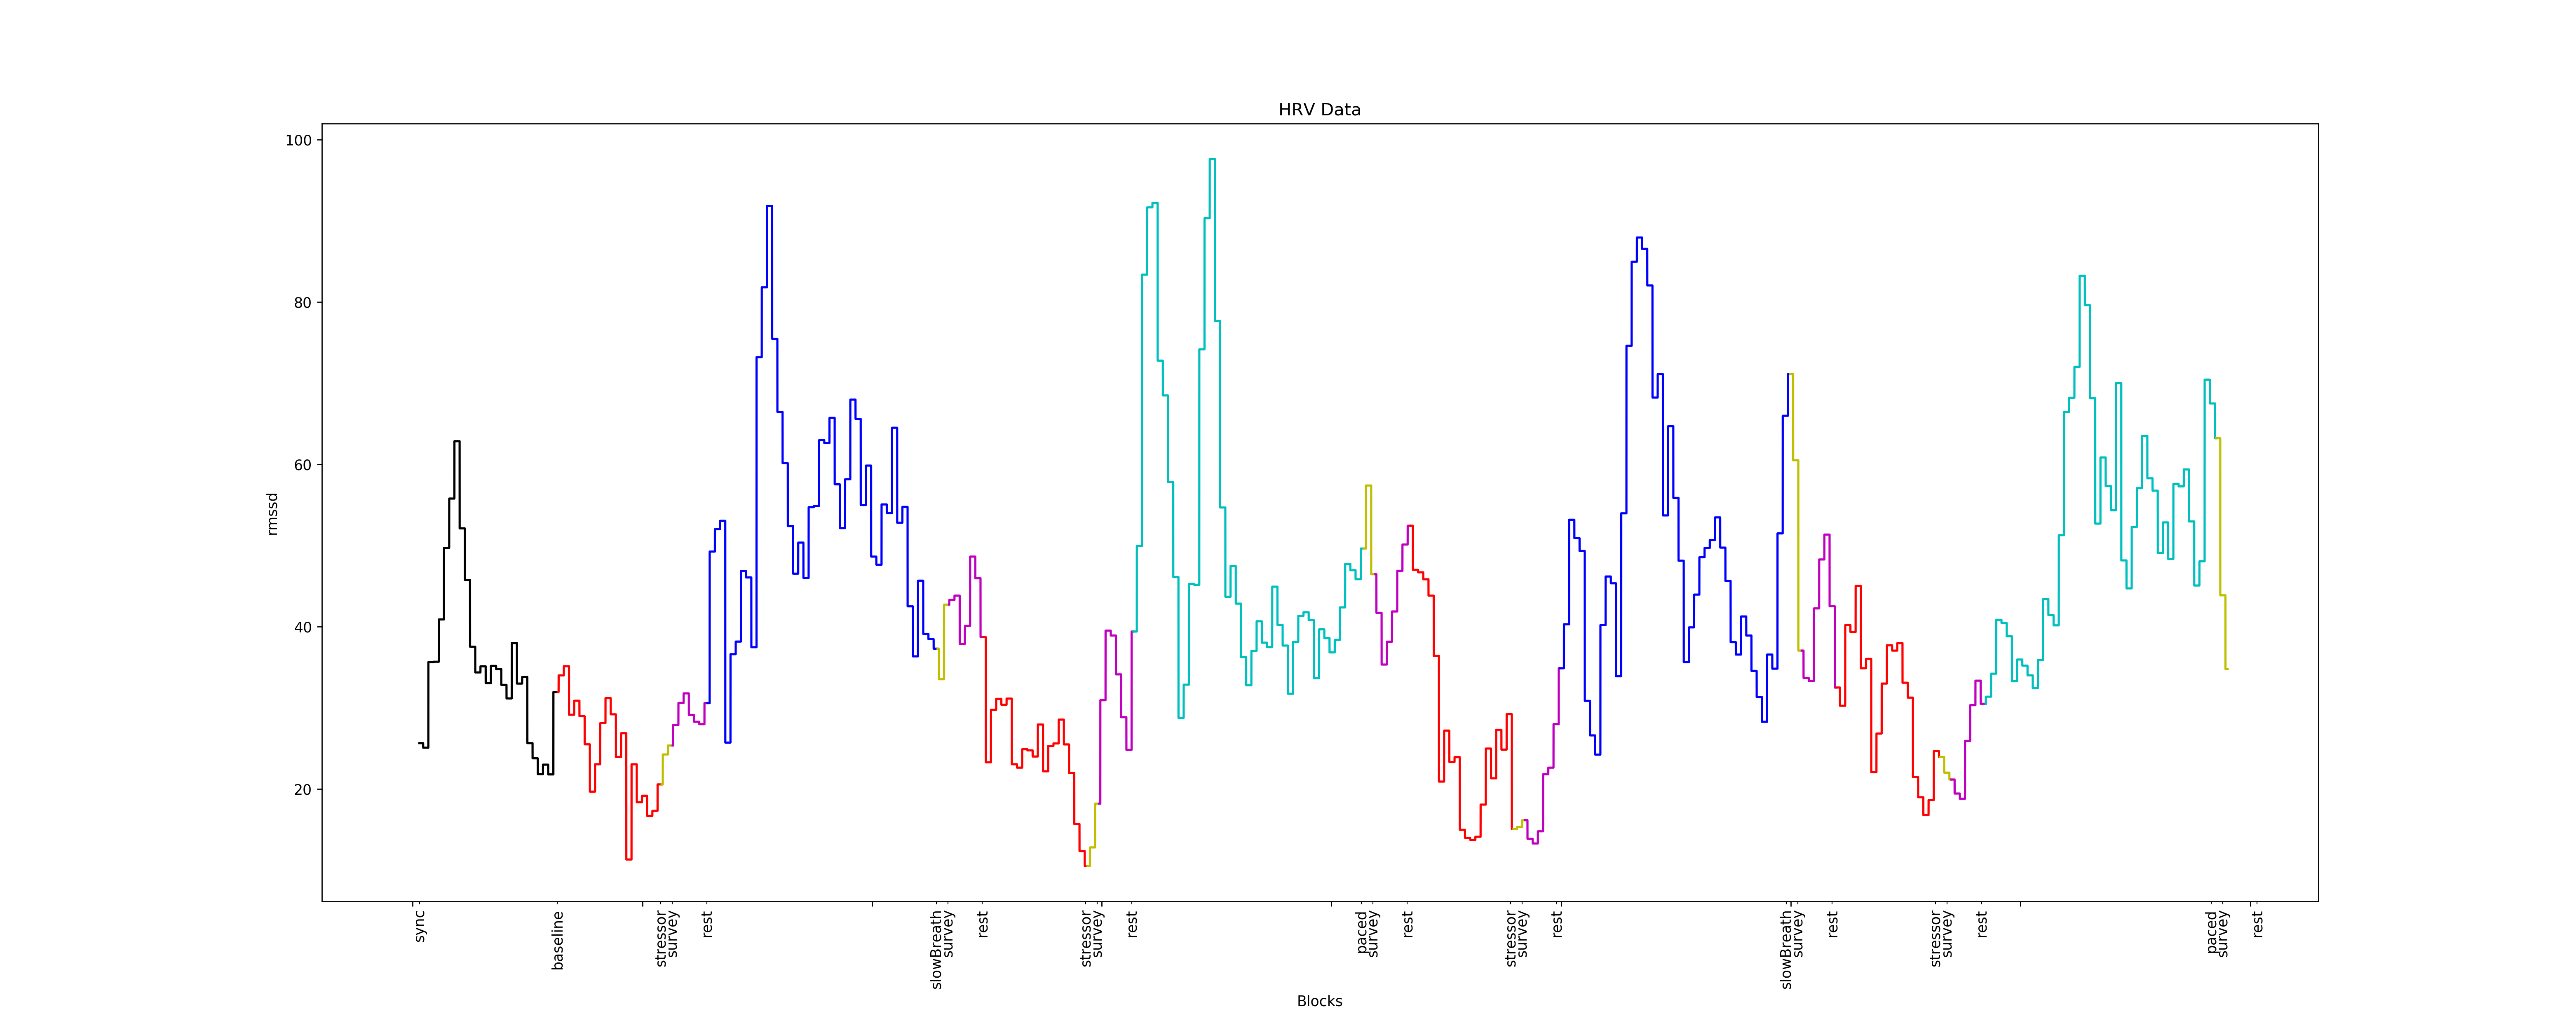 HRV Data
100
80
60
40
20
rmssd
sync
baseline
stressor
survey
rest
slowBreath
survey
rest
stressor
survey
rest
paced
survey
rest
stressor
survey
rest
slowBreath
survey
rest
stressor
survey
rest
paced
survey
rest
Blocks